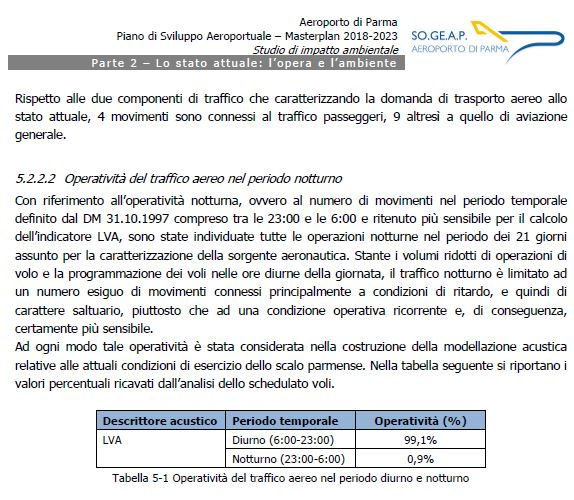 Aeroporto di Parma
Piano di Sviluppo Aeroportuale – Masterplan 2018-2023
Studio di impatto ambientale
Parte 2 – Lo stato attuale: l'opera e l'ambiente
SO.GE.A.P.
AEROPORTO DI PARMA
Rispetto alle due componenti di traffico che caratterizzando la domanda di trasporto aereo allo
stato attuale, 4 movimenti sono connessi al traffico passeggeri, 9 altresì a quello di aviazione
generale.
5.2.2.2 Operatività del traffico aereo nel periodo notturno
Con riferimento all'operatività notturna, ovvero al numero di movimenti nel periodo temporale
definito dal DM 31.10.1997 compreso tra le 23:00 e le 6:00 e ritenuto più sensibile per il calcolo
dell'indicatore LVA, sono state individuate tutte le operazioni notturne nel periodo dei 21 giorni
assunto per la caratterizzazione della sorgente aeronautica. Stante i volumi ridotti di operazioni di
volo e la programmazione dei voli nelle ore diurne della giornata, il traffico notturno è limitato ad
un numero esiguo di movimenti connessi principalmente a condizioni di ritardo, e quindi di
carattere saltuario, piuttosto che ad una condizione operativa ricorrente e, di conseguenza,
certamente più sensibile.
Ad ogni modo tale operatività è stata considerata nella costruzione della modellazione acustica
relative alle attuali condizioni di esercizio dello scalo parmense. Nella tabella seguente si riportano i
valori percentuali ricavati dall'analisi dello schedulato voli.
Descrittore acustico Periodo temporale Operatività (%)
LVA Diurno (6:00-23:00) 99,1%
Notturno (23:00-6:00) 0,9%
Tabella 5-1 Operatività del traffico aereo nel periodo diurno e notturno